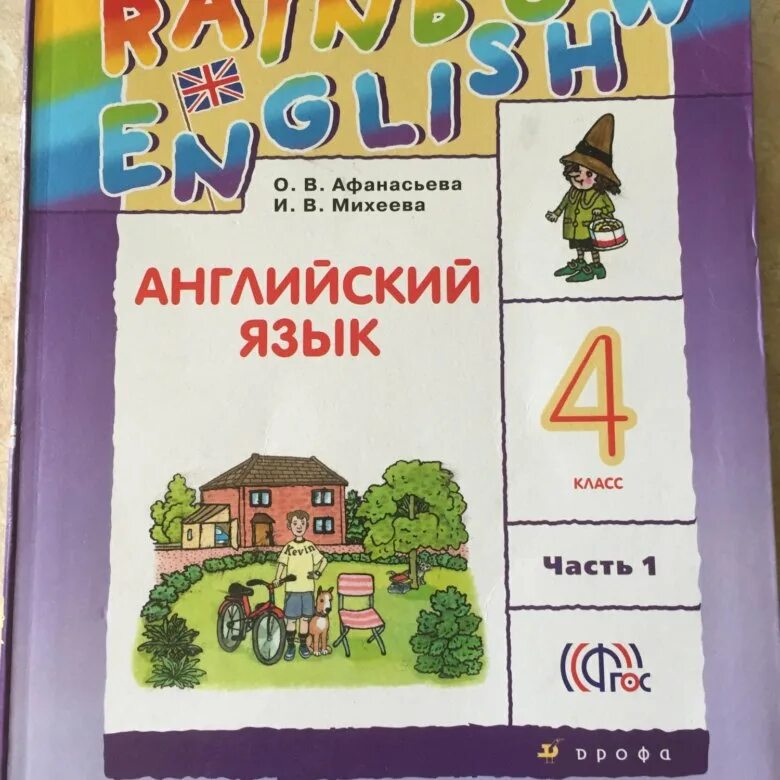 RAINBOW
ENGLISH
О. В. Афанасьева
И. В. Михеева
АНГЛИЙСКИЙ
ЯЗЫК
4
КЛАСС
Kevin
Часть 1
ФГОС
дрофа